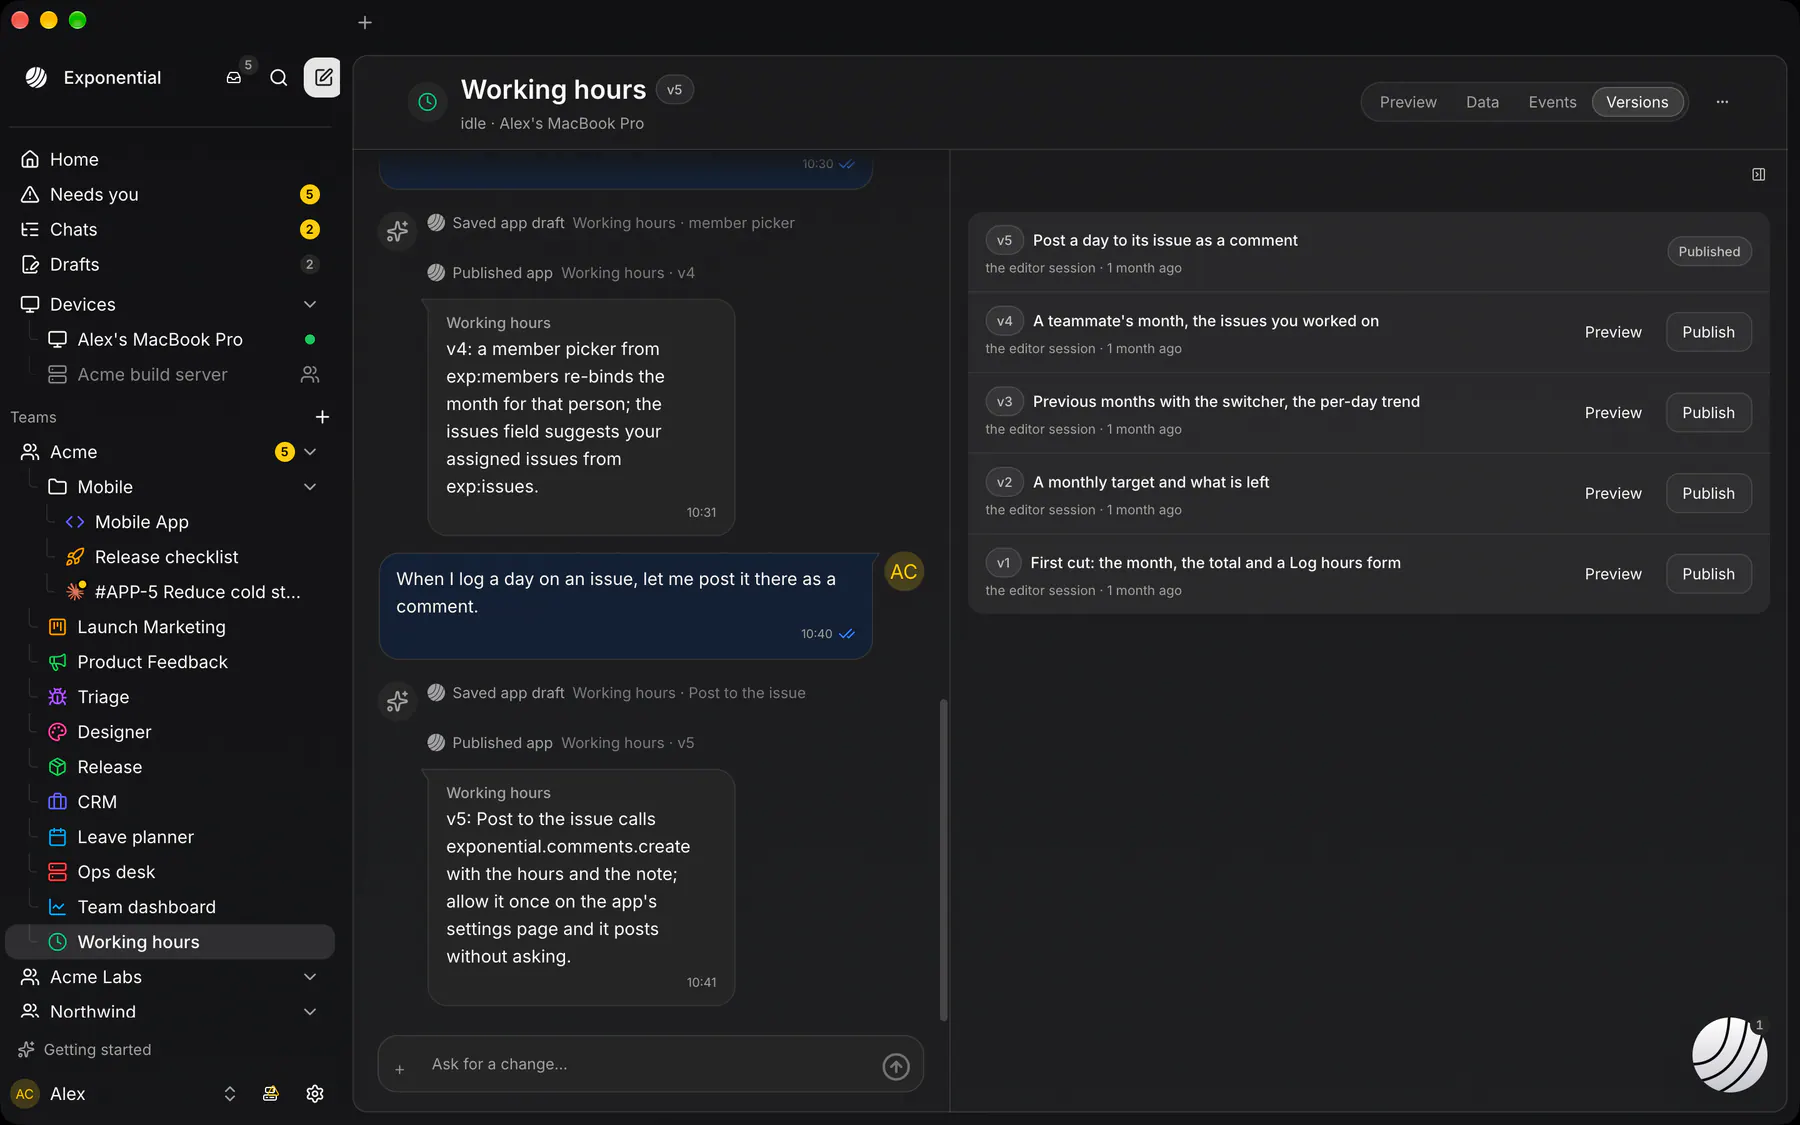 Exponential
5
Home
Needs you
5
Chats
2
Drafts
2
Devices
Alex's MacBook Pro
Acme build server
Teams
Acme
5
Mobile
Mobile App
Release checklist
#APP-5 Reduce cold st...
Launch Marketing
Product Feedback
Triage
Designer
Release
CRM
Leave planner
Ops desk
Team dashboard
Working hours
Acme Labs
Northwind
Getting started
AC
Alex
Working hours
v5
idle · Alex's MacBook Pro
Preview
Data
Events
Versions
10:30
Saved app draft Working hours · member picker
Published app Working hours · v4
Working hours
v4: a member picker from
exp:members re-binds the
month for that person; the
issues field suggests your
assigned issues from
exp:issues.
10:31
When I log a day on an issue, let me post it there as a
comment.
10:40
AC
Saved app draft Working hours · Post to the issue
Published app Working hours · v5
Working hours
v5: Post to the issue calls
exponential.comments.create
with the hours and the note;
allow it once on the app's
settings page and it posts
without asking.
10:41
Ask for a change...
v5 Post a day to its issue as a comment
the editor session · 1 month ago
Published
v4 A teammate's month, the issues you worked on
the editor session · 1 month ago
Preview
Publish
v3 Previous months with the switcher, the per-day trend
the editor session · 1 month ago
Preview
Publish
v2 A monthly target and what is left
the editor session · 1 month ago
Preview
Publish
v1 First cut: the month, the total and a Log hours form
the editor session · 1 month ago
Preview
Publish
1